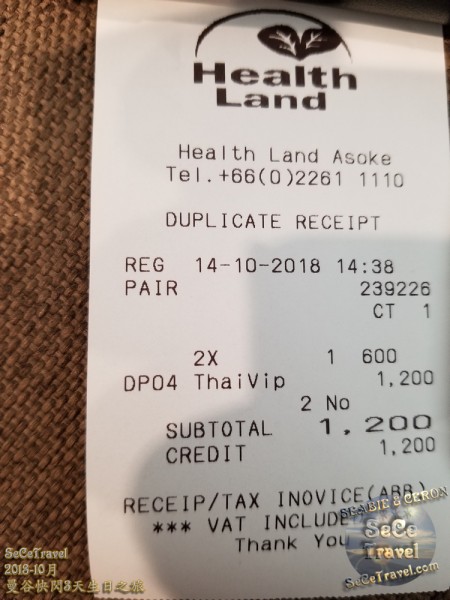 Health
Land
Health Land Asoke
Tel.+66(0)2261 1110
DUPLICATE RECEIPT
REG 14-10-2018 14:38
PAIR 239226
CT 1
2X 1 600
DP04 ThaiVip 1,200
2 No
SUBTOTAL 1,200
CREDIT 1,200
RECEIP/TAX INOVICE(ABB)
*** VAT INCLUDE
Thank You
SEABIE & CERON
SeCe
Travel
SeCeTravel.com
SeCeTravel
2018-10月
曼谷快閃3天生日之旅